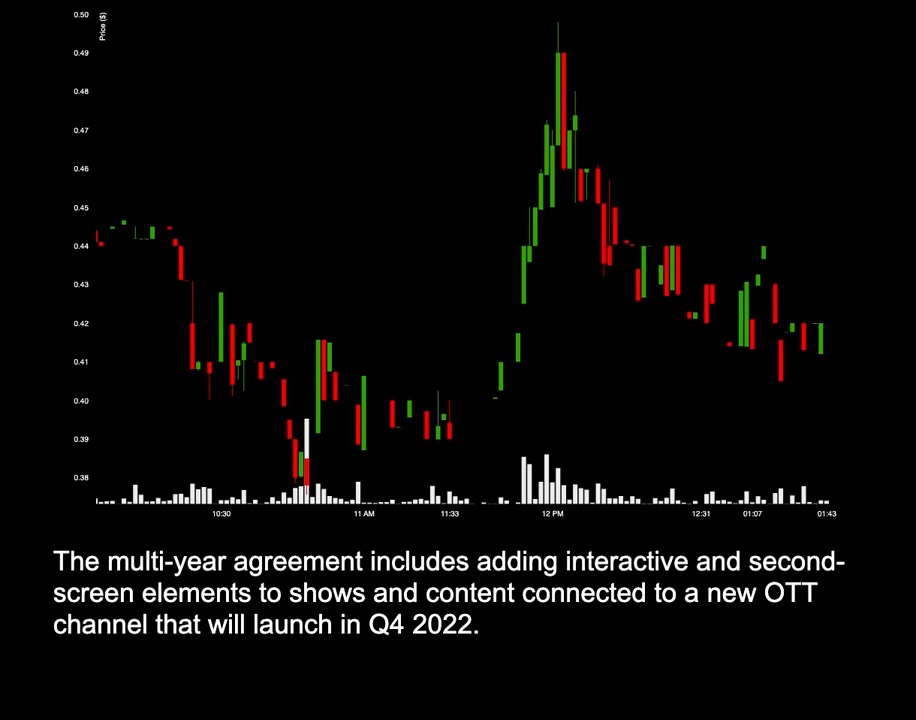 0.50
Price ($)
0.49
0.48
0.47
0.46
0.45
0.44
0.43
0.42
0.41
0.40
0.39
0.38
10:30 11 AM 11:33 12 PM 12:31 01:07 01:43
The multi-year agreement includes adding interactive and second-
screen elements to shows and content connected to a new OTT
channel that will launch in Q4 2022.